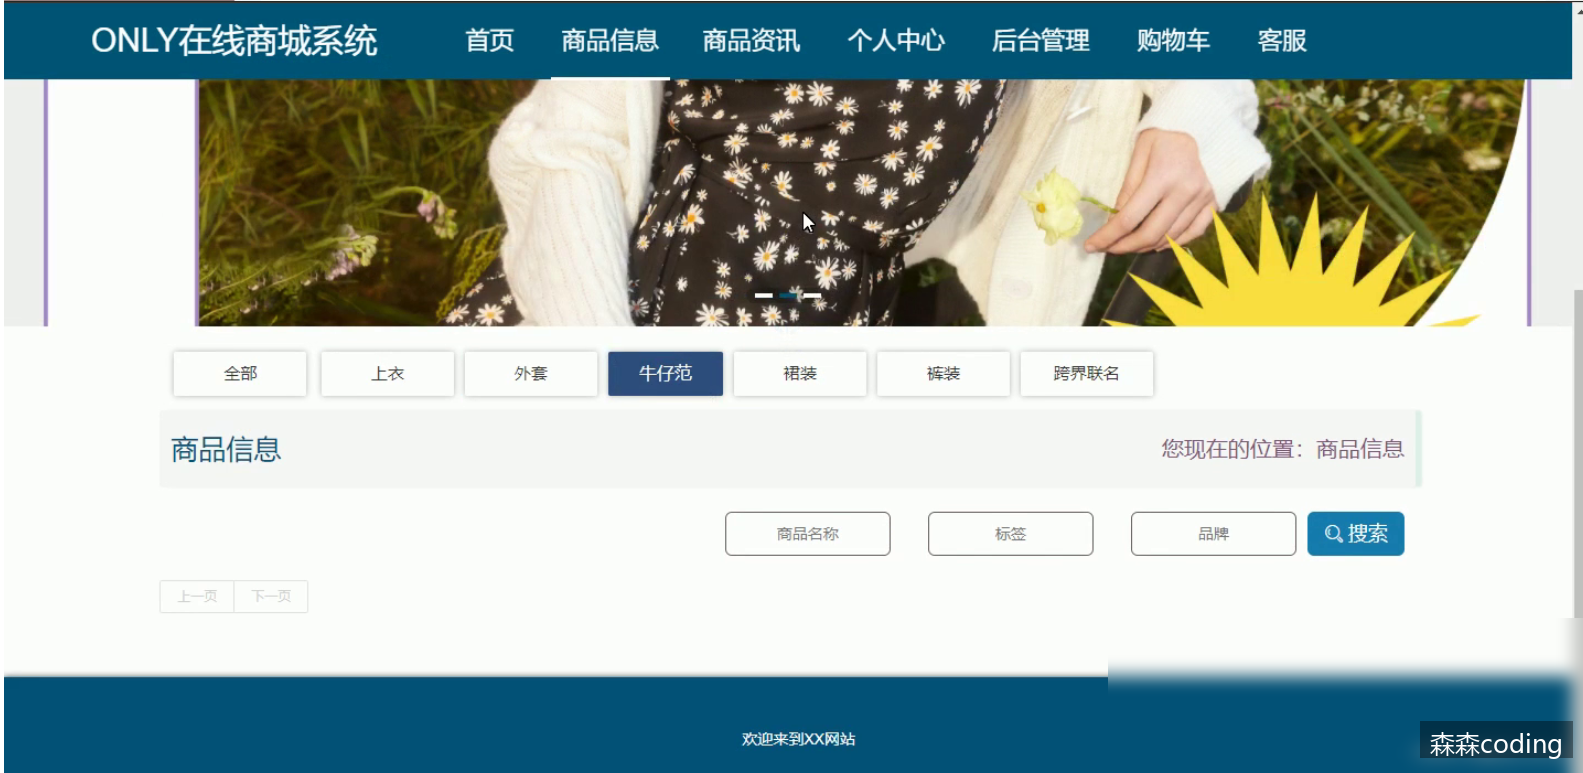 ONLY在线商城系统 首页 商品信息 商品资讯 个人中心 后台管理 购物车 客服
全部 上衣 外套 牛仔范 裙装 裤装 跨界联名
商品信息 您现在的位置：商品信息
商品名称 标签 品牌 搜索
上一页 下一页
欢迎来到XX网站
森森coding